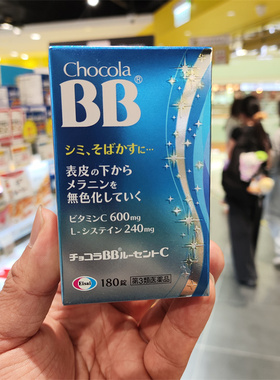 Chocola
BB®
シミ、そばかすに…
表皮の下から
メラニンを
無色化していく
ビタミンC 600mg
L-システイン 240mg
チョコラBB®ルーセントC
Eisai
180錠
第3類医薬品